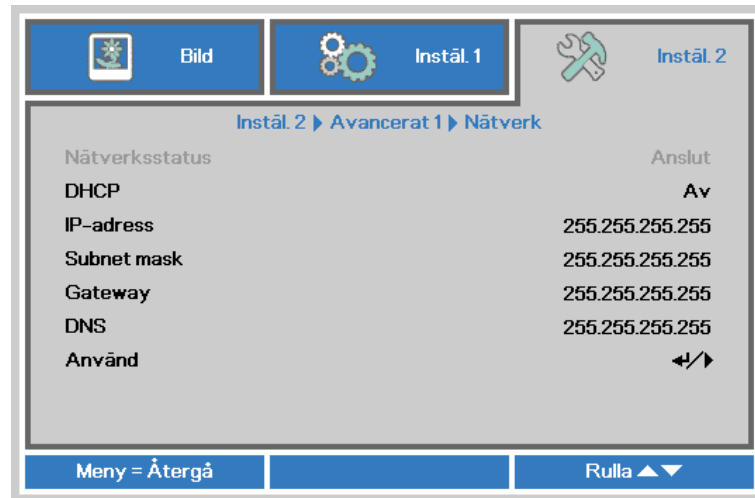 Bild
Instäl. 1
Instäl. 2
Instäl. 2 ▶ Avancerat 1 ▶ Nätverk
Nätverksstatus Anslut
DHCP Av
IP-adress 255.255.255.255
Subnet mask 255.255.255.255
Gateway 255.255.255.255
DNS 255.255.255.255
Använd ↵/▶
Meny = Återgå
Rulla ▲▼